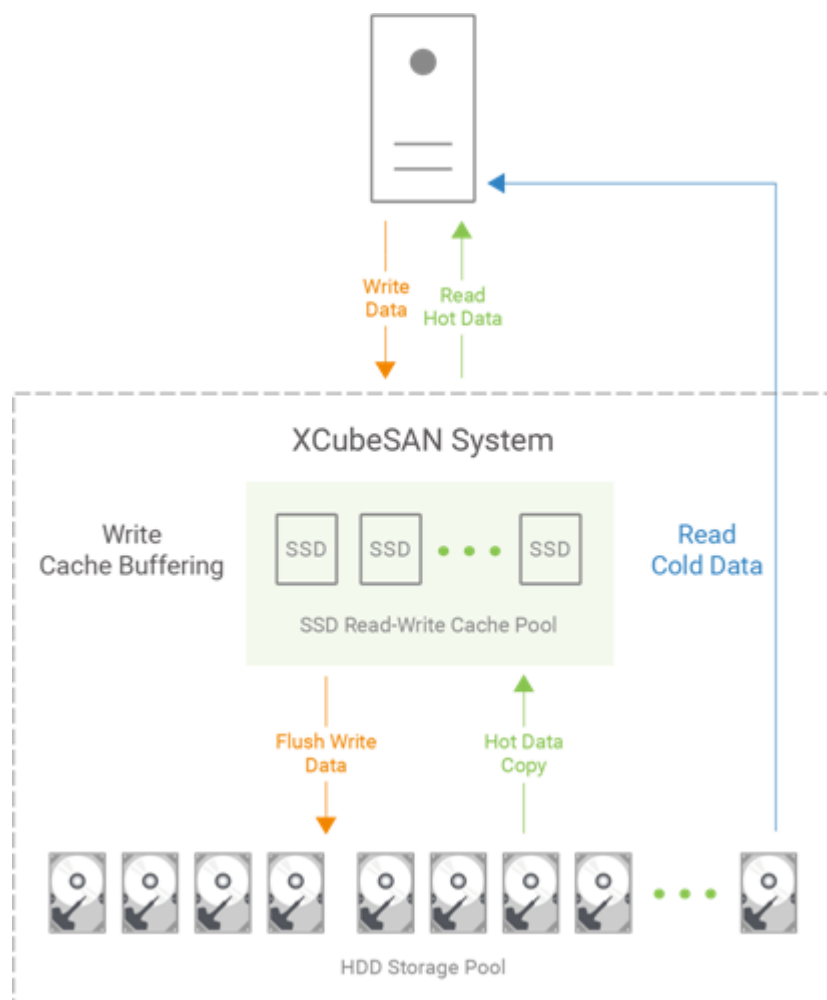 Write
Data
Read
Hot Data
XCubeSAN System
Write
Cache Buffering
SSD
SSD
SSD
Read
Cold Data
SSD Read-Write Cache Pool
Flush Write
Data
Hot Data
Copy
HDD Storage Pool